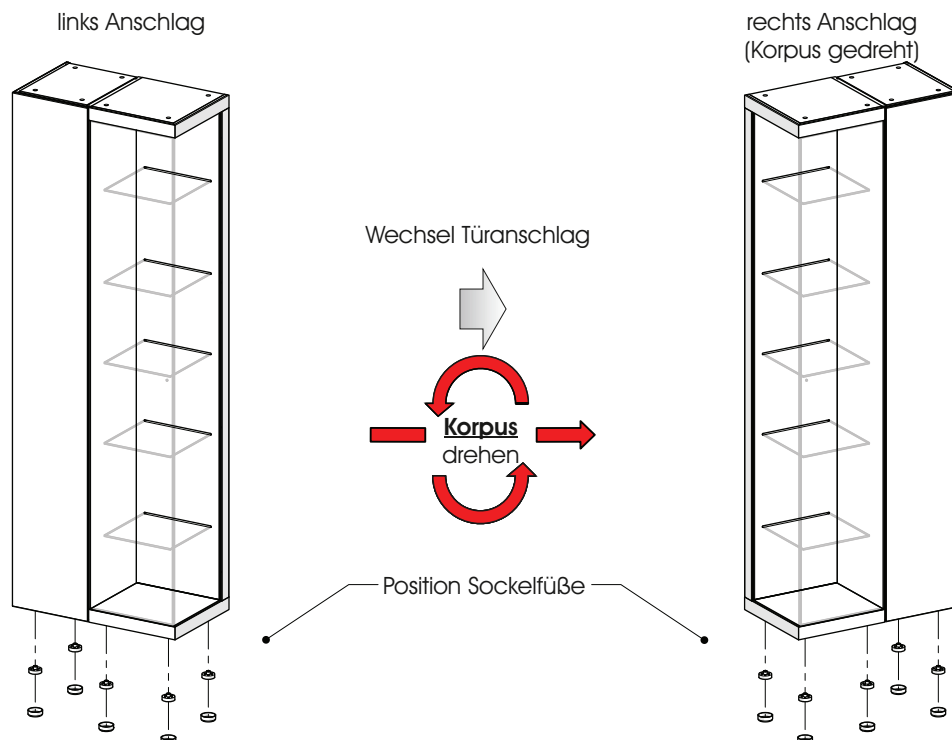 links Anschlag
rechts Anschlag
(Korpus gedreht)
Wechsel Türanschlag
Korpus
drehen
Position Sockelfüße